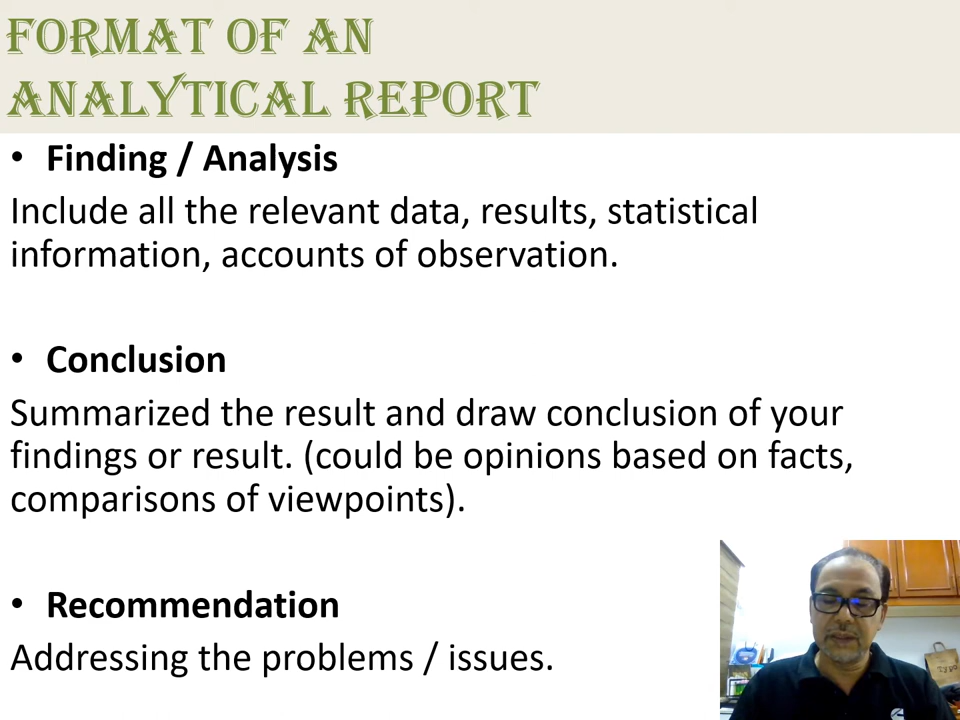 FORMAT OF AN
ANALYTICAL REPORT
• Finding / Analysis
Include all the relevant data, results, statistical
information, accounts of observation.
• Conclusion
Summarized the result and draw conclusion of your
findings or result. (could be opinions based on facts,
comparisons of viewpoints).
• Recommendation
Addressing the problems / issues.